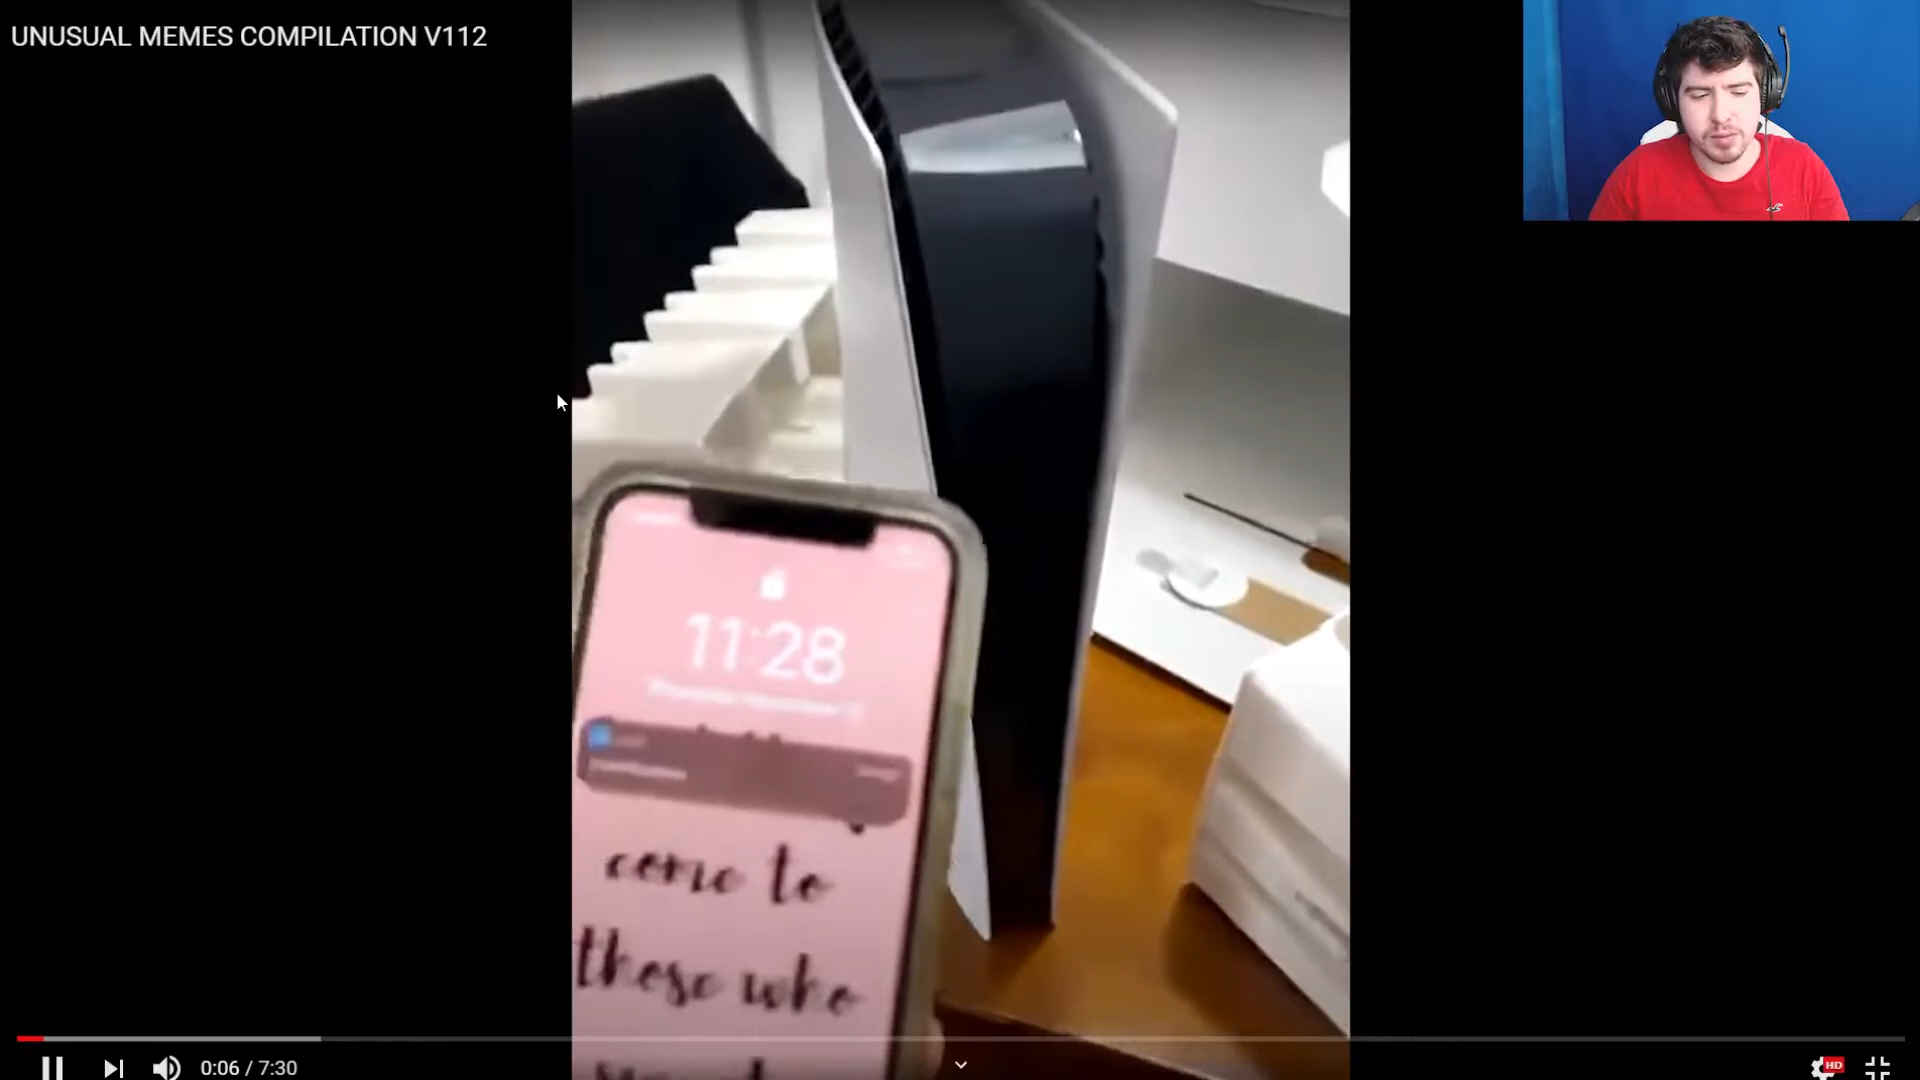 UNUSUAL MEMES COMPILATION V112
11:28
come to
those who
0:06 / 7:30
HD